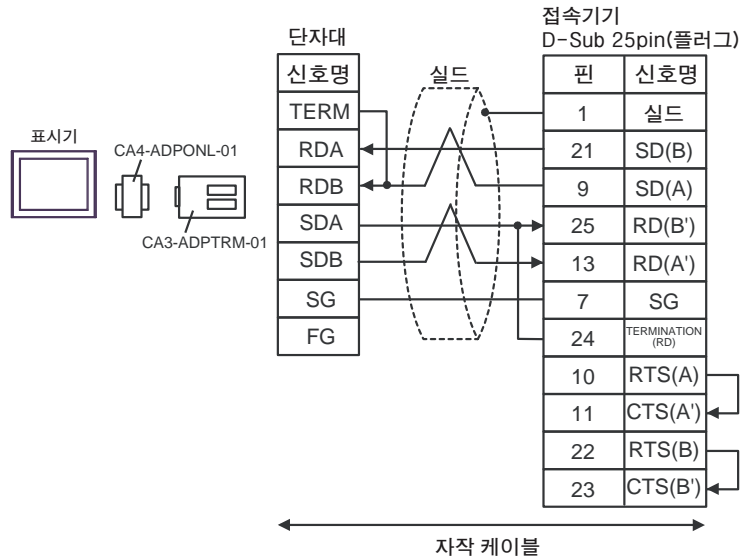 접속기기
단자대
D-Sub 25pin(플러그)
신호명
실드
핀 신호명
TERM
1 실드
표시기
CA4-ADPONL-01
RDA
21 SD(B)
RDB
9 SD(A)
SDA
25 RD(B')
CA3-ADPTRM-01
SDB
13 RD(A')
SG
7 SG
FG
24 TERMINATION
(RD)
10 RTS(A)
11 CTS(A')
22 RTS(B)
23 CTS(B')
자작 케이블